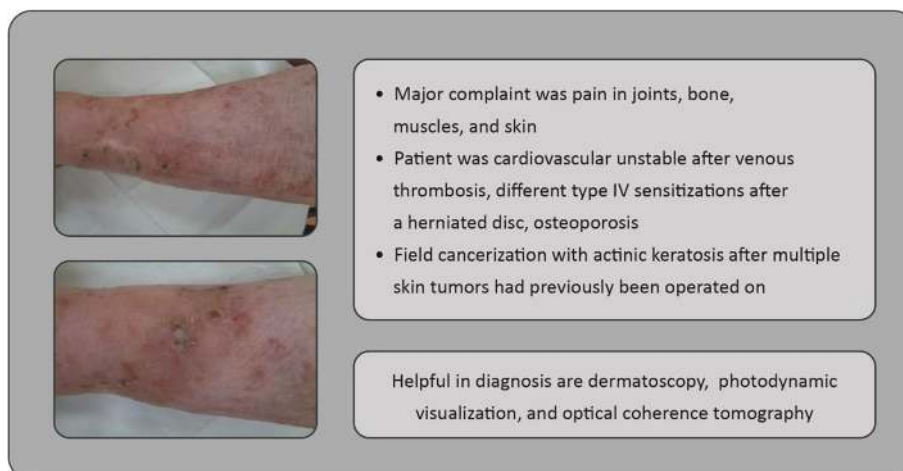 • Major complaint was pain in joints, bone,
muscles, and skin
• Patient was cardiovascular unstable after venous
thrombosis, different type IV sensitizations after
a herniated disc, osteoporosis
• Field cancerization with actinic keratosis after multiple
skin tumors had previously been operated on
Helpful in diagnosis are dermatoscopy, photodynamic
visualization, and optical coherence tomography